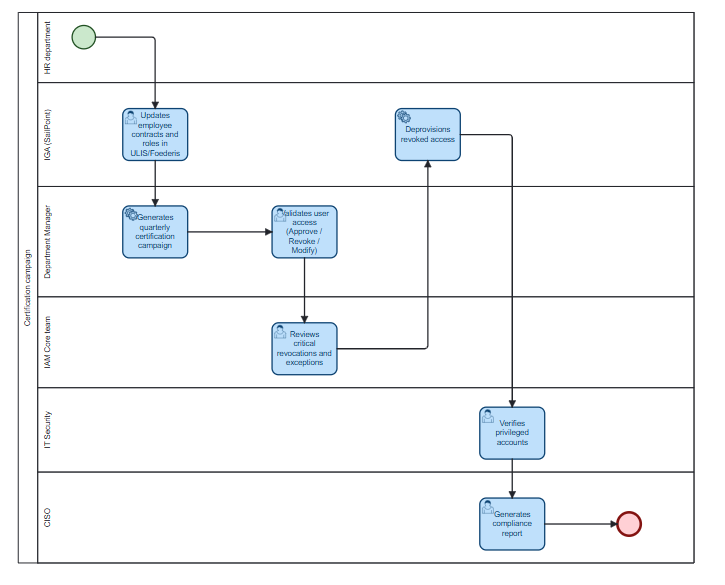 Certification campaign
HR department
IGA (SailPoint)
Updates
employee
contracts and
roles in
ULIS/Foederis
Deprovisions
revoked access
Department Manager
Generates
quarterly
certification
campaign
Validates user
access
(Approve /
Revoke /
Modify)
IAM Core team
Reviews
critical
revocations and
exceptions
IT Security
Verifies
privileged
accounts
CISO
Generates
compliance
report